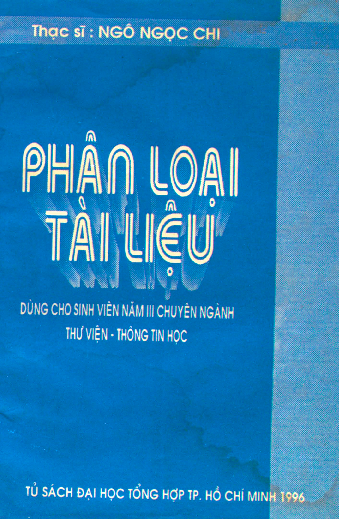 Thạc sĩ : NGÔ NGỌC CHI
PHÂN LOẠI
TÀI LIỆU
DÙNG CHO SINH VIÊN NĂM III CHUYÊN NGÀNH
THƯ VIỆN - THÔNG TIN HỌC
TỦ SÁCH ĐẠI HỌC TỔNG HỢP TP. HỒ CHÍ MINH 1996